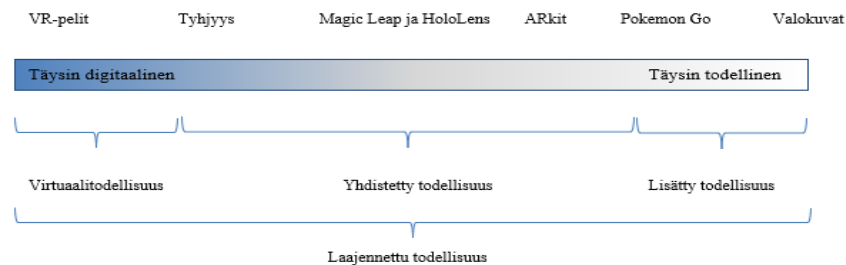 VR-pelit Tyhjyys Magic Leap ja HoloLens ARkit Pokemon Go Valokuvat
Täysin digitaalinen Täysin todellinen
Virtuaalitodellisuus Yhdistetty todellisuus Lisätty todellisuus
Laajennettu todellisuus